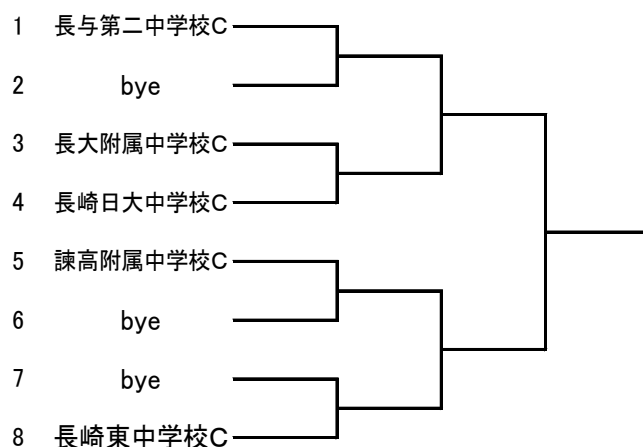 1 長与第二中学校C
2 bye
3 長大附属中学校C
4 長崎日大中学校C
5 諫高附属中学校C
6 bye
7 bye
8 長崎東中学校C